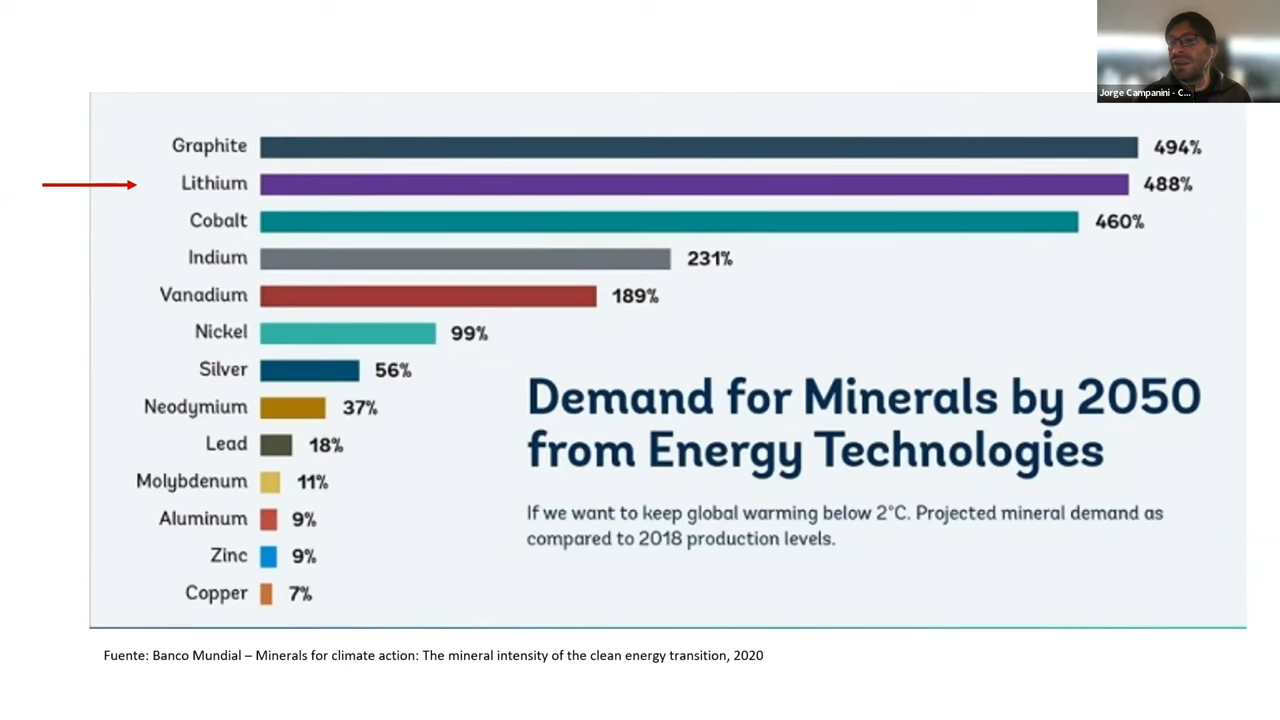 Jorge Campanini - C...
Graphite 494%
Lithium 488%
Cobalt 460%
Indium 231%
Vanadium 189%
Nickel 99%
Silver 56%
Neodymium 37%
Lead 18%
Molybdenum 11%
Aluminum 9%
Zinc 9%
Copper 7%
Demand for Minerals by 2050
from Energy Technologies
If we want to keep global warming below 2°C. Projected mineral demand as
compared to 2018 production levels.
Fuente: Banco Mundial – Minerals for climate action: The mineral intensity of the clean energy transition, 2020